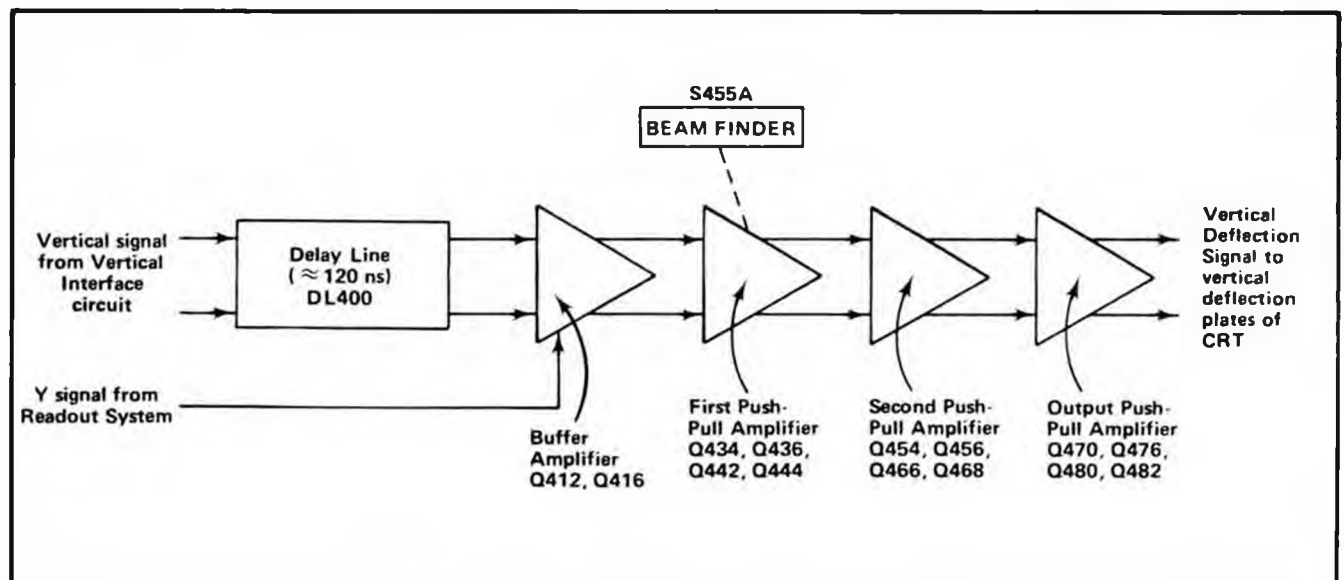 S455A
BEAM FINDER
Vertical signal
from Vertical
Interface
circuit
Delay Line
(≈120 ns)
DL400
Vertical
Deflection
Signal to
vertical
deflection
plates of
CRT
Y signal from
Readout System
Buffer
Amplifier
Q412, Q416
First Push-
Pull Amplifier
Q434, Q436,
Q442, Q444
Second Push-
Pull Amplifier
Q454, Q456,
Q466, Q468
Output Push-
Pull Amplifier
Q470, Q476,
Q480, Q482